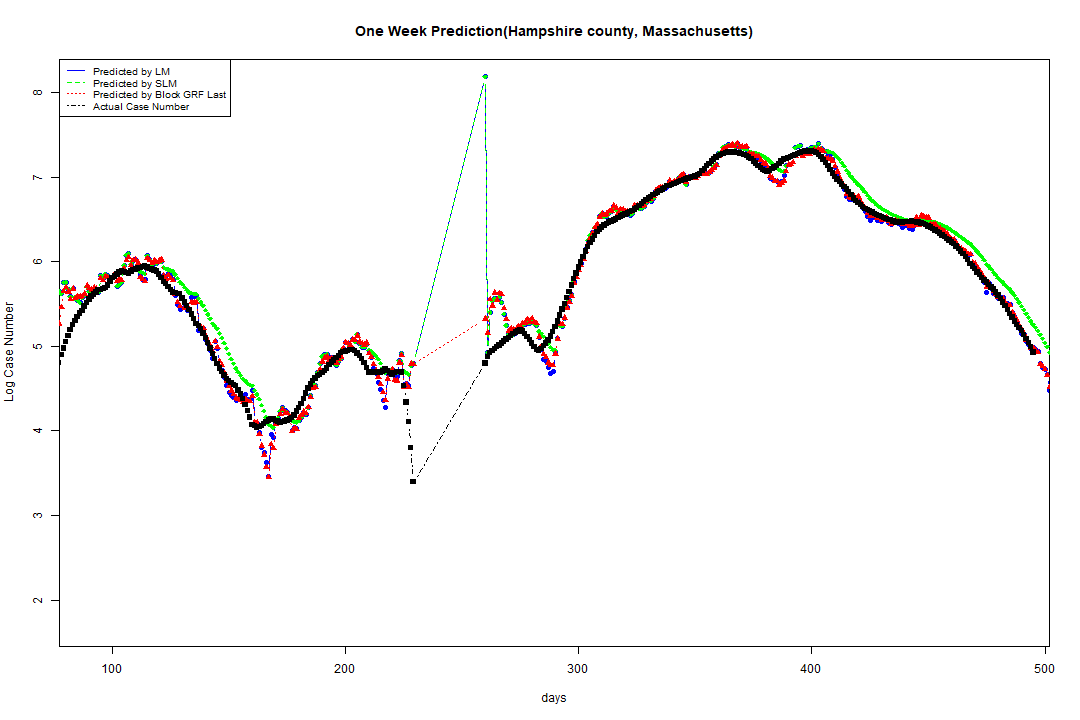 One Week Prediction(Hampshire county, Massachusetts)
Predicted by LM
Predicted by SLM
Predicted by Block GRF Last
Actual Case Number
Log Case Number
8
7
6
5
4
3
2
100 200 300 400 500
days